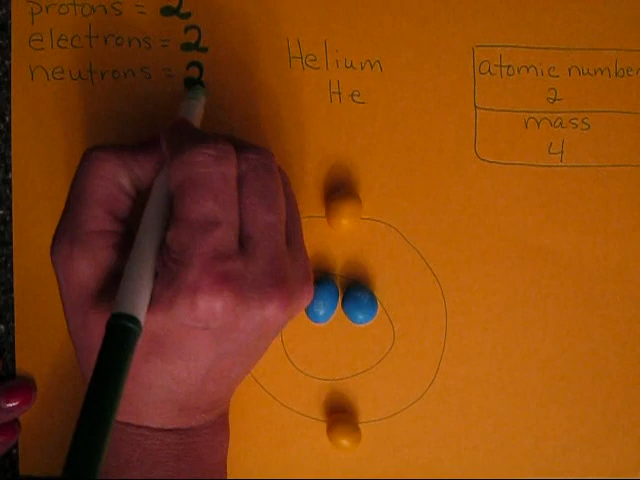 protons = 2
electrons = 2
neutrons = 2
Helium
He
atomic number
2
mass
4